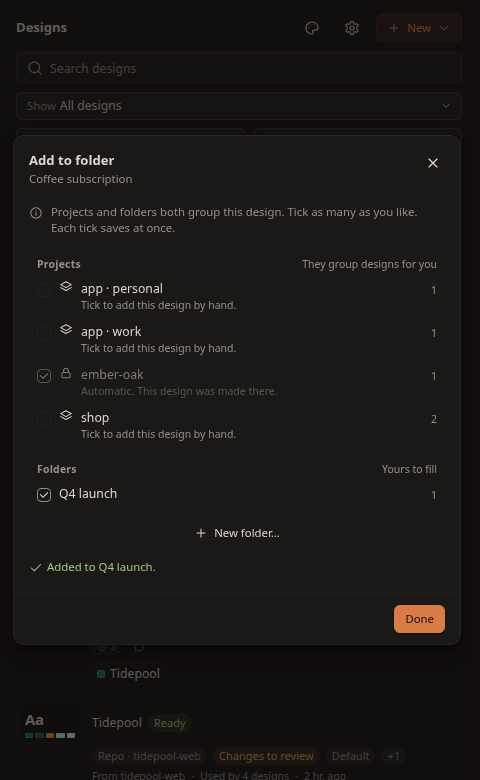 Designs
New
Search designs
Show All designs
Add to folder
Coffee subscription
Projects and folders both group this design. Tick as many as you like.
Each tick saves at once.
Projects They group designs for you
app · personal 1
Tick to add this design by hand.
app · work 1
Tick to add this design by hand.
ember-oak 1
Automatic. This design was made there.
shop 2
Tick to add this design by hand.
Folders Yours to fill
Q4 launch 1
New folder...
Added to Q4 launch.
Done
3
Tidepool
Aa
Tidepool Ready
Repo · tidepool-web Changes to review Default +1
From tidepool-web · Used by 4 designs · 2 hr. ago